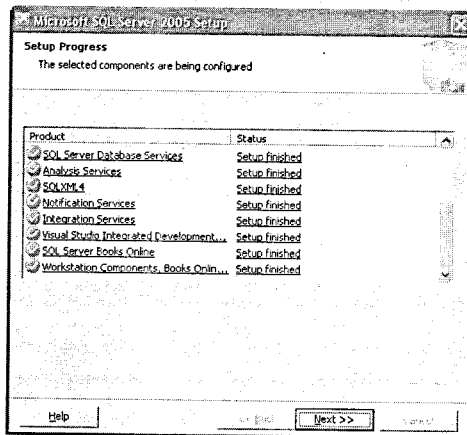 Microsoft SQL Server 2005 Setup
Setup Progress
The selected components are being configured
Product Status
SQL Server Database Services Setup finished
Analysis Services Setup finished
SQLXML4 Setup finished
Notification Services Setup finished
Integration Services Setup finished
Visual Studio Integrated Development... Setup finished
SQL Server Books Online Setup finished
Workstation Components, Books Onlin... Setup finished
Help Next >>